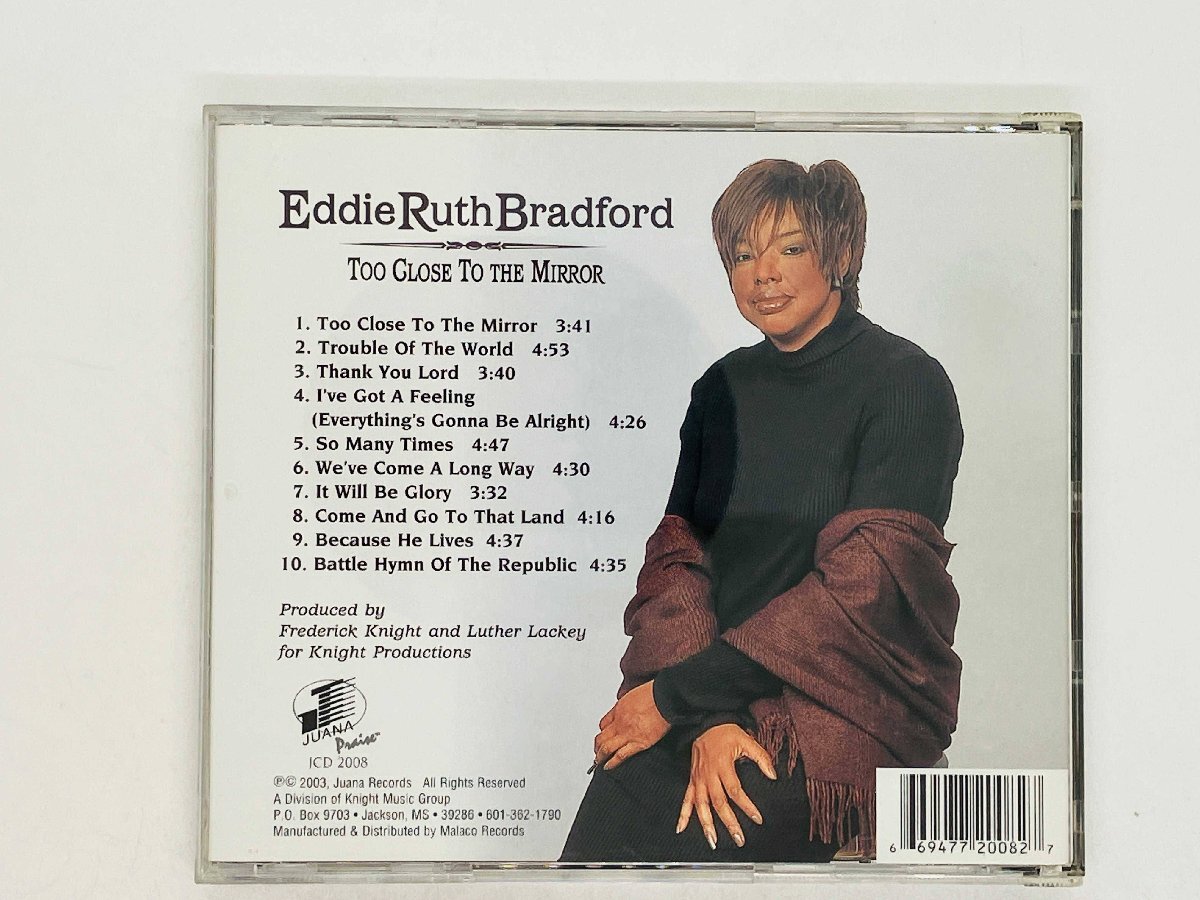 Eddie Ruth Bradford
TOO CLOSE TO THE MIRROR
1. Too Close To The Mirror 3:41
2. Trouble Of The World 4:53
3. Thank You Lord 3:40
4. I've Got A Feeling
(Everything's Gonna Be Alright) 4:26
5. So Many Times 4:47
6. We've Come A Long Way 4:30
7. It Will Be Glory 3:32
8. Come And Go To That Land 4:16
9. Because He Lives 4:37
10. Battle Hymn Of The Republic 4:35
Produced by
Frederick Knight and Luther Lackey
for Knight Productions
J
JUANA
Praise
JCD 2008
℗© 2003, Juana Records All Rights Reserved
A Division of Knight Music Group
P.O. Box 9703 • Jackson, MS • 39286 • 601-362-1790
Manufactured & Distributed by Malaco Records
6 69477 20082 7